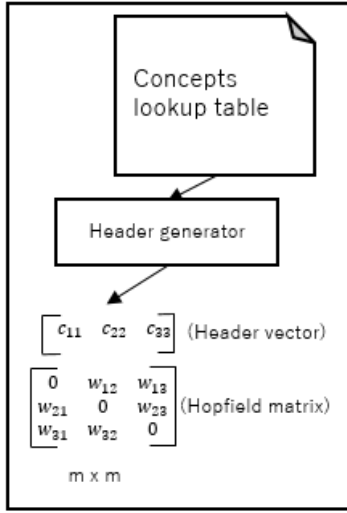 Concepts
lookup table
Header generator
[c₁₁ c₂₂ c₃₃] (Header vector)
0 w₁₂ w₁₃
w₂₁ 0 w₂₃ (Hopfield matrix)
w₃₁ w₃₂ 0
m x m